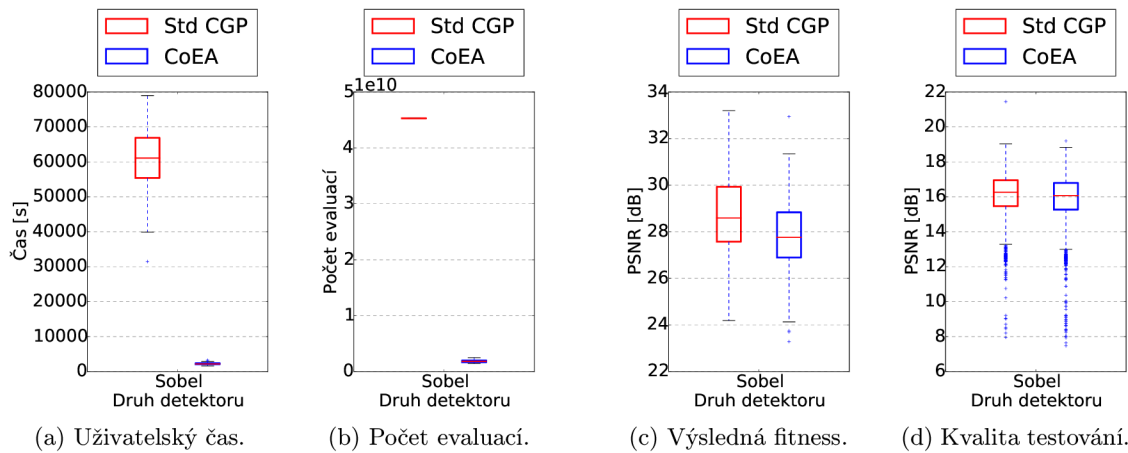 Std CGP
CoEA
80000
70000
60000
50000
40000
30000
20000
10000
0
Čas [s]
Sobel
Druh detektoru
(a) Uživatelský čas.
Std CGP
CoEA
1e10
5
4
3
2
1
0
Počet evaluací
Sobel
Druh detektoru
(b) Počet evaluací.
Std CGP
CoEA
34
32
30
28
26
24
22
PSNR [dB]
Sobel
Druh detektoru
(c) Výsledná fitness.
Std CGP
CoEA
22
20
18
16
14
12
10
8
6
PSNR [dB]
Sobel
Druh detektoru
(d) Kvalita testování.